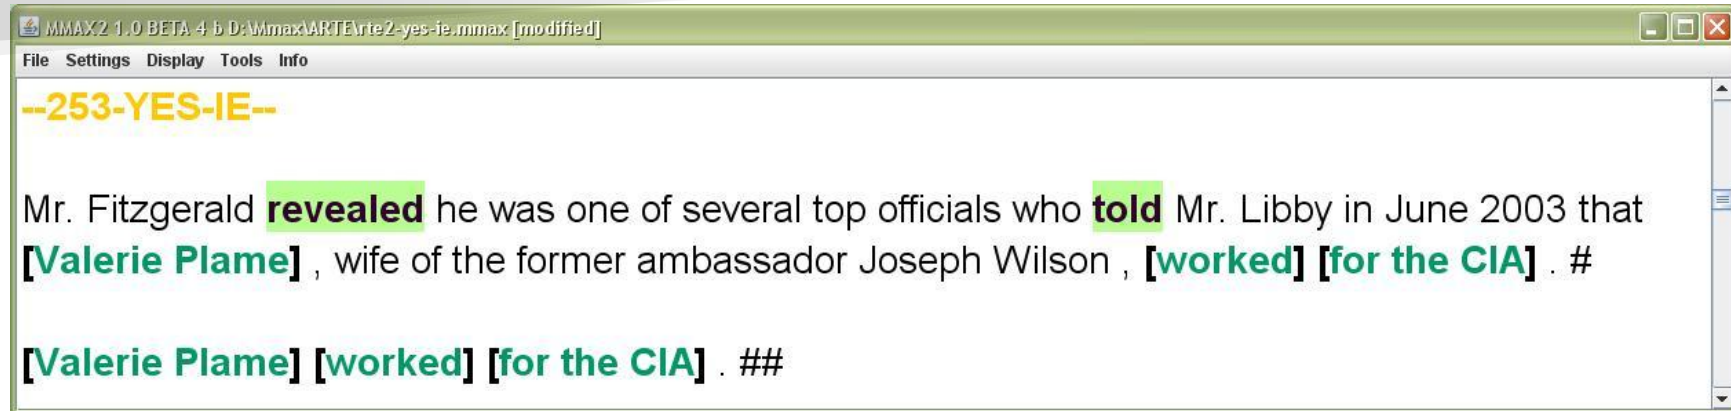 MMAX2 1.0 BETA 4 b D:\Mmax\ARTE\rte2-yes-ie.mmax [modified]
File Settings Display Tools Info
--253-YES-IE--
Mr. Fitzgerald revealed he was one of several top officials who told Mr. Libby in June 2003 that
[Valerie Plame] , wife of the former ambassador Joseph Wilson , [worked] [for the CIA] . #
[Valerie Plame] [worked] [for the CIA] . ##